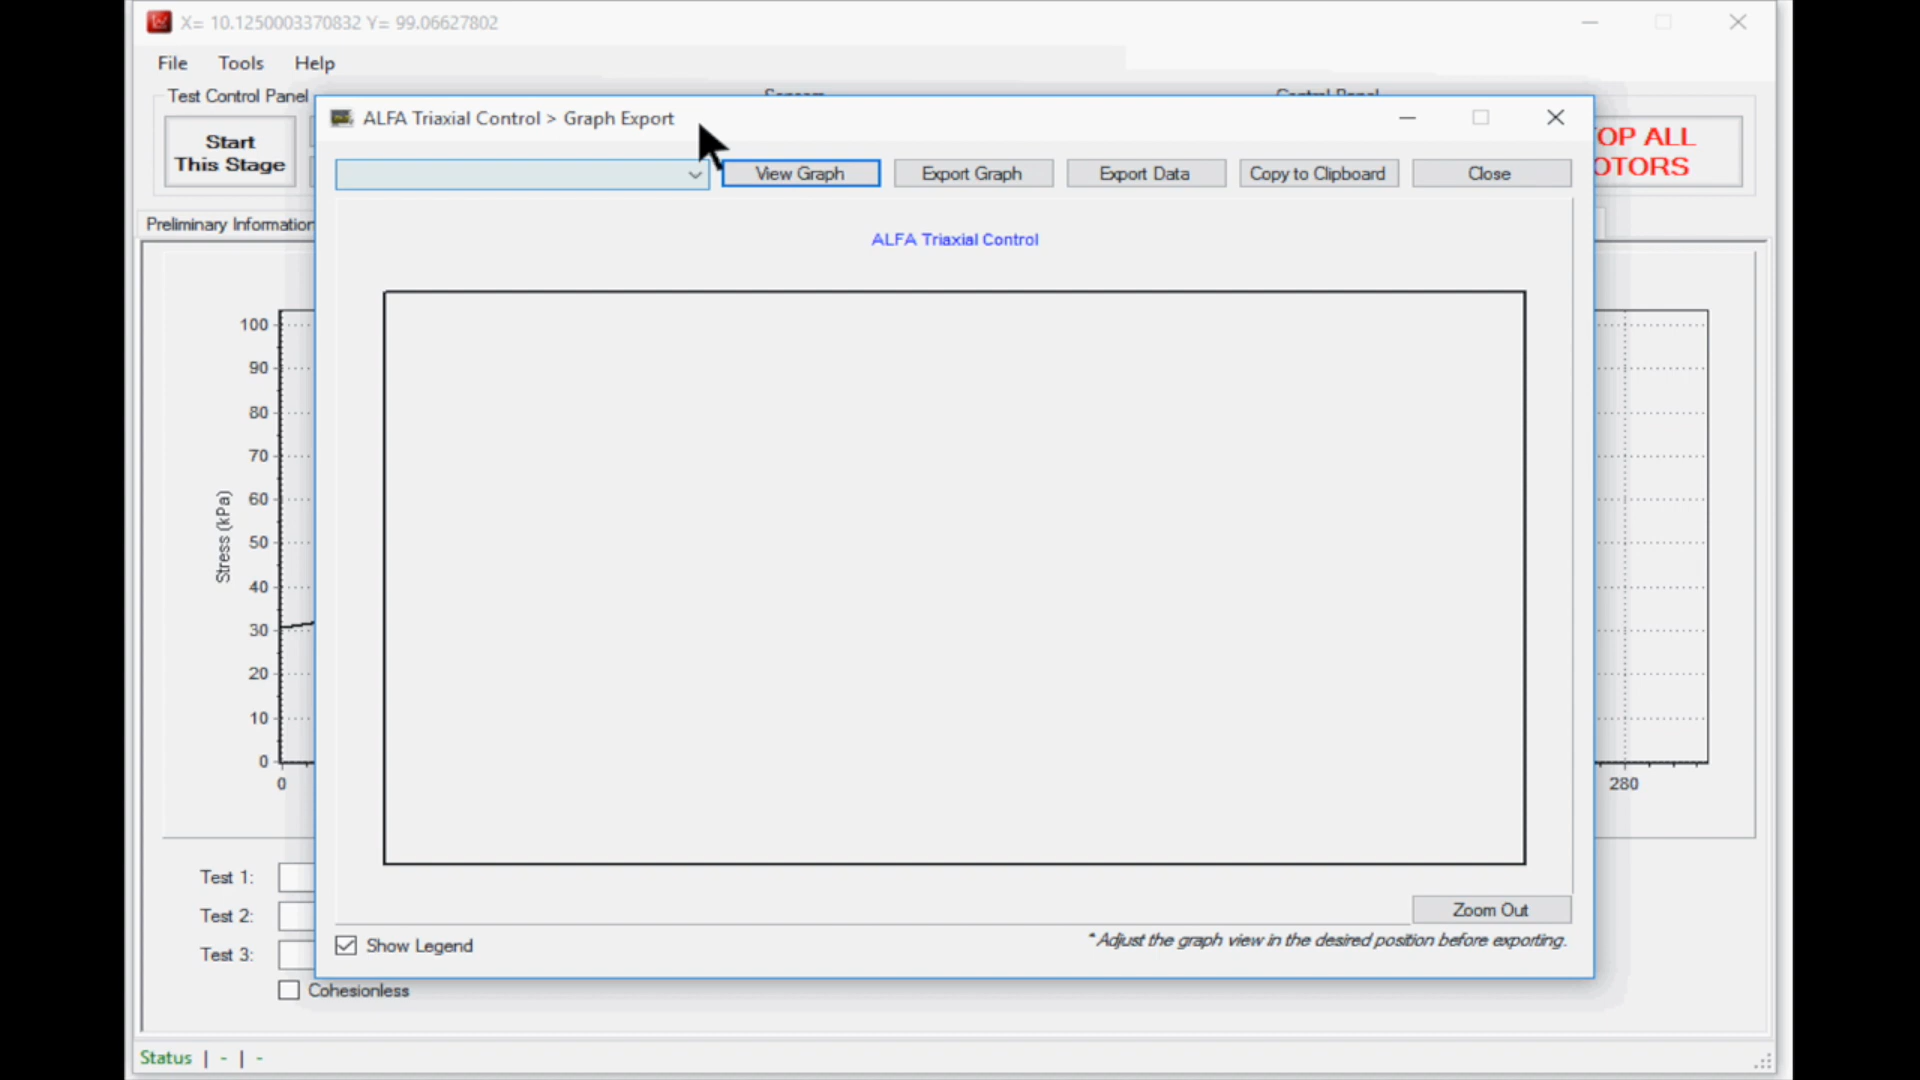 X= 10.1250003370832 Y= 99.06627802
File Tools Help
Test Control Panel
Start
This Stage
OP ALL
OTORS
ALFA Triaxial Control > Graph Export
View Graph Export Graph Export Data Copy to Clipboard Close
Preliminary Information
ALFA Triaxial Control
100
90
80
70
60
50
40
30
20
10
0
Stress (kPa)
0
280
Test 1:
Test 2:
Test 3:
Cohesionless
Zoom Out
Show Legend
*Adjust the graph view in the desired position before exporting.
Status | - | -